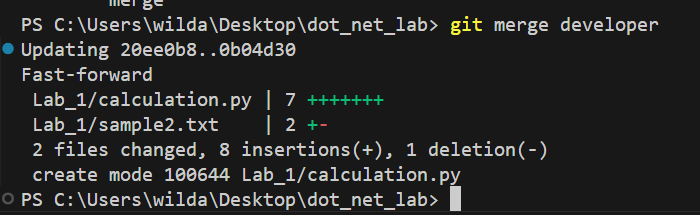 merge
PS C:\Users\wilda\Desktop\dot_net_lab> git merge developer
Updating 20ee0b8..0b04d30
Fast-forward
 Lab_1/calculation.py | 7 +++++++
 Lab_1/sample2.txt    | 2 +-
 2 files changed, 8 insertions(+), 1 deletion(-)
 create mode 100644 Lab_1/calculation.py
PS C:\Users\wilda\Desktop\dot_net_lab>